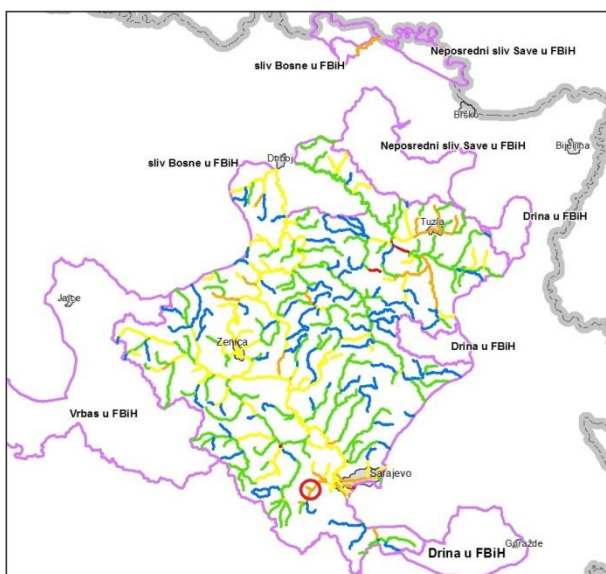 Neposredni sliv Save u FBiH
sliv Bosne u FBiH
Brčko
Neposredni sliv Save u FBiH
Bijeljina
sliv Bosne u FBiH
Doboj
Drina u FBiH
Tuzla
Jajce
Zenica
Drina u FBiH
Vrbas u FBiH
Sarajevo
Goražde
Drina u FBiH